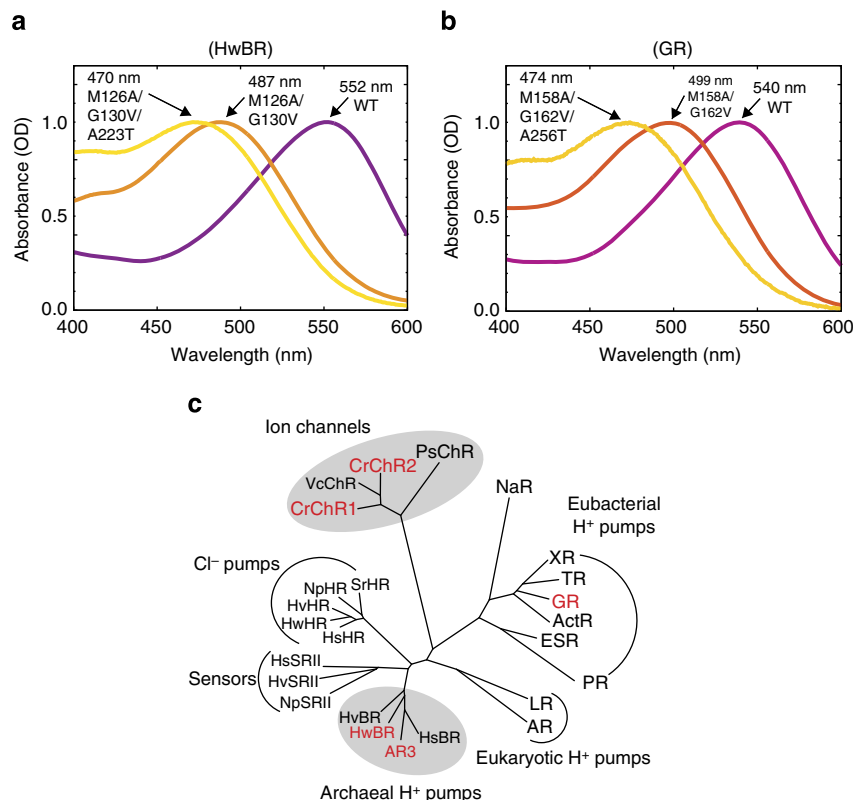 a
(HwBR)
470 nm
M126A/
G130V/
A223T
487 nm
M126A/
G130V
552 nm
WT
Absorbance (OD)
1.0
0.5
0.0
400
450
500
550
600
Wavelength (nm)
b
(GR)
474 nm
M158A/
G162V/
A256T
499 nm
M158A/
G162V
540 nm
WT
Absorbance (OD)
1.0
0.5
0.0
400
450
500
550
600
Wavelength (nm)
c
Ion channels
PsChR
CrChR2
VcChR
CrChR1
NaR
Eubacterial
H⁺ pumps
XR
TR
GR
ActR
ESR
PR
Cl⁻ pumps
SrHR
NpHR
HvHR
HwHR
HsHR
Sensors
HsSRII
HvSRII
NpSRII
HvBR
HwBR
AR3
HsBR
Archaeal H⁺ pumps
LR
AR
Eukaryotic H⁺ pumps